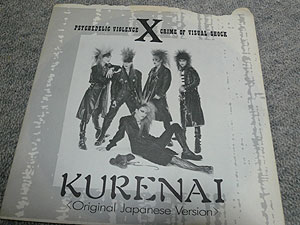 PSYCHEDELIC VIOLENCE X CRIME OF VISUAL SHOCK
KURENAI
<Original Japanese Version>